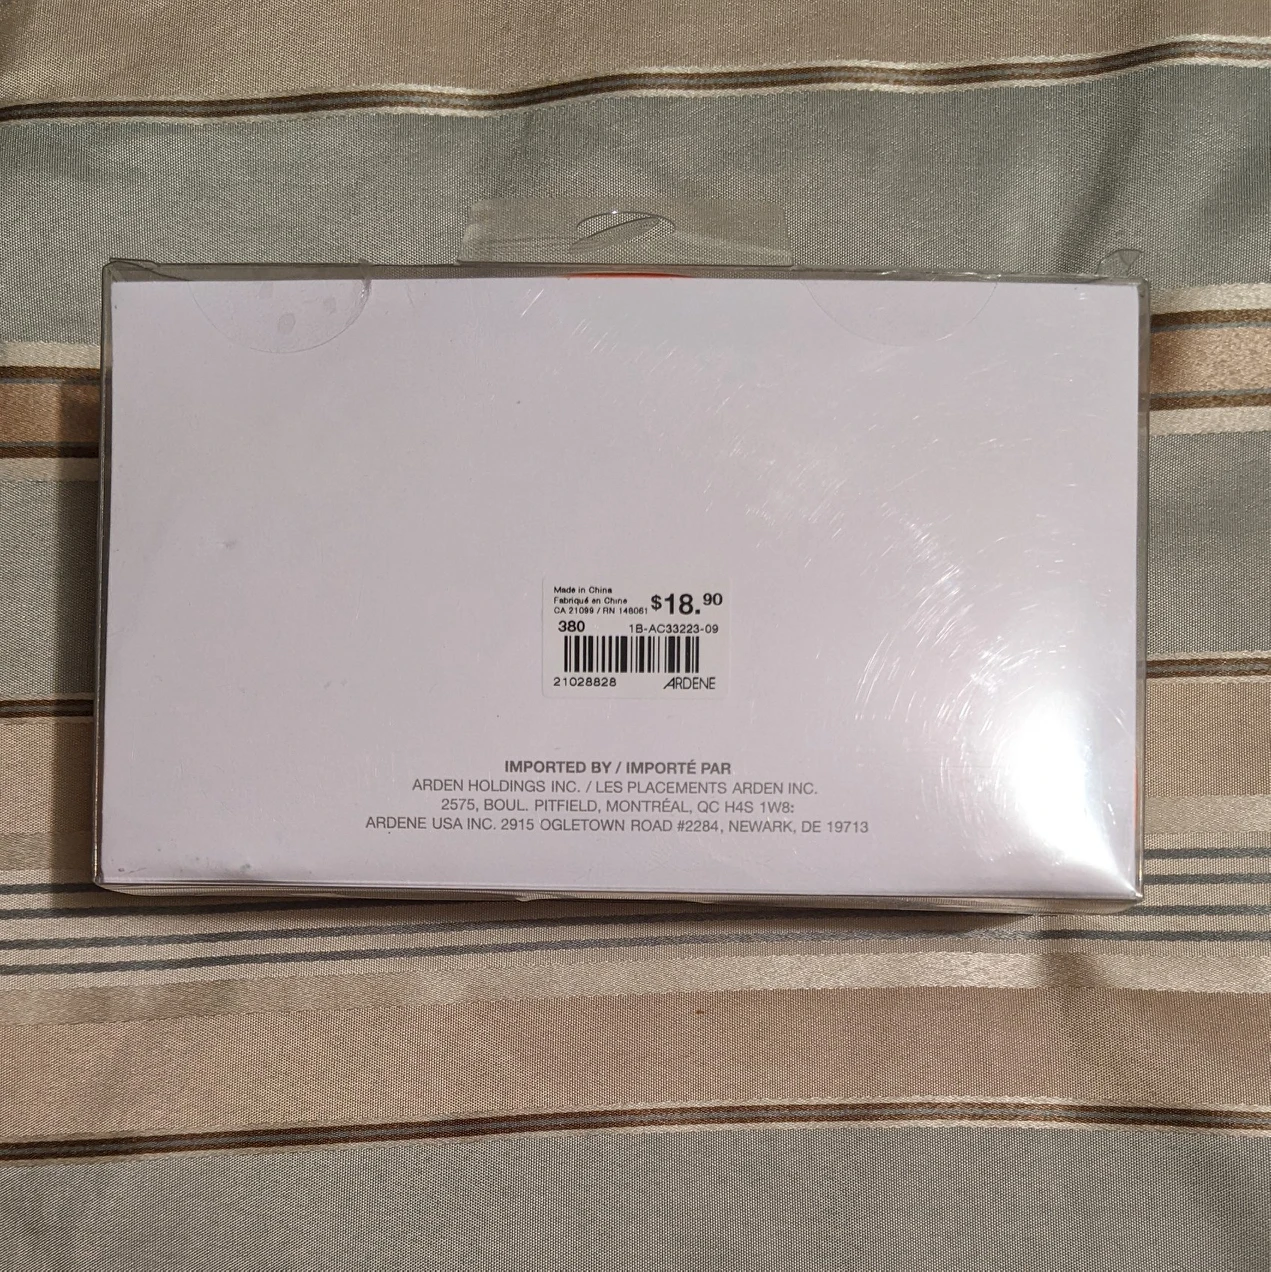 Made in China
Fabriqué en Chine
CA 21099 / RN 146061
$18.90
380 1B-AC33223-09
21028828 ARDENE
IMPORTED BY / IMPORTÉ PAR
ARDEN HOLDINGS INC. / LES PLACEMENTS ARDEN INC.
2575, BOUL. PITFIELD, MONTRÉAL, QC H4S 1W8:
ARDENE USA INC. 2915 OGLETOWN ROAD #2284, NEWARK, DE 19713